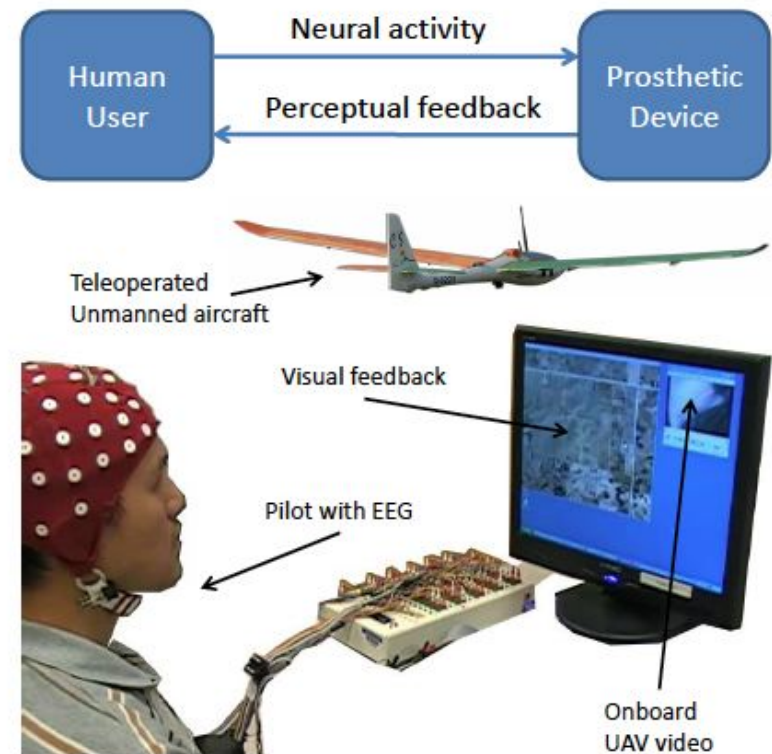 Neural activity
Human
User
Prosthetic
Device
Perceptual feedback
Teleoperated
Unmanned aircraft
Visual feedback
Pilot with EEG
Onboard
UAV video